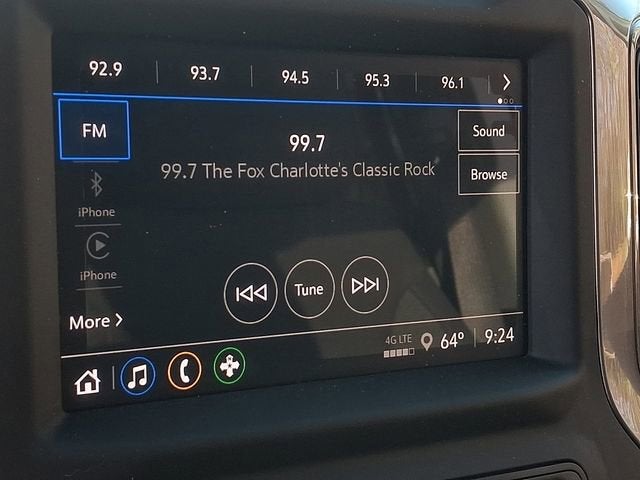 92.9 93.7 94.5 95.3 96.1
FM
99.7
Sound
99.7 The Fox Charlotte's Classic Rock
Browse
iPhone
iPhone
Tune
More
4G LTE
64° 9:24